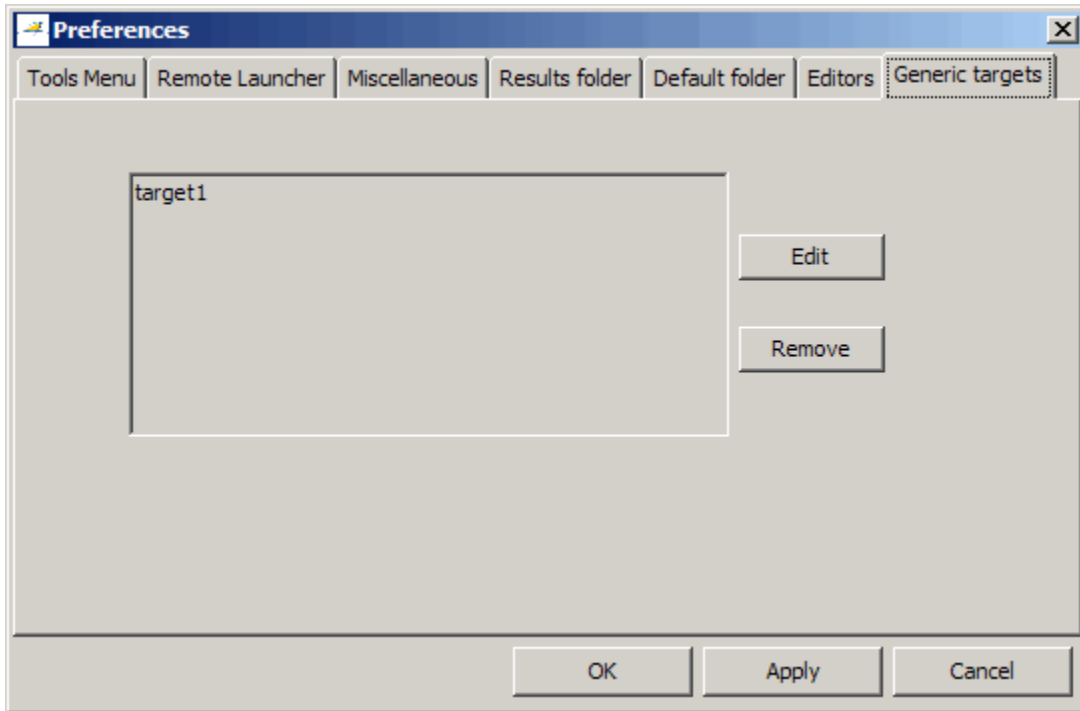 Preferences
Tools Menu Remote Launcher Miscellaneous Results folder Default folder Editors Generic targets
target1
Edit
Remove
OK Apply Cancel